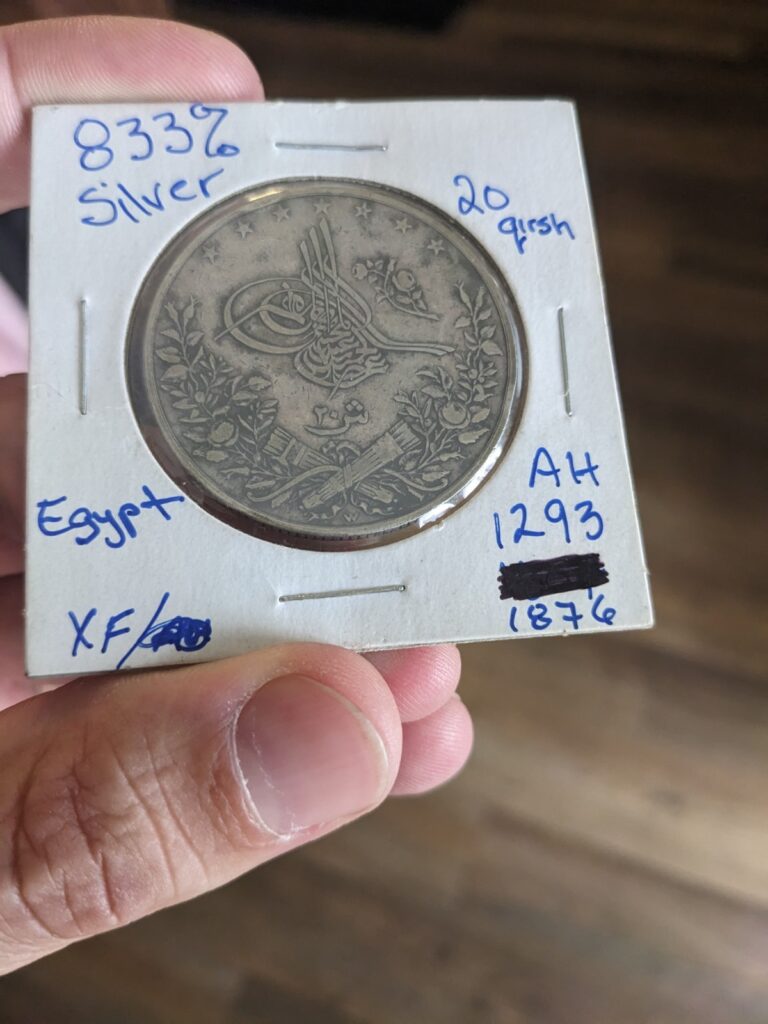 833%
Silver
20
qirsh
٢٠
W
Egypt
AH
1293
1876
XF/